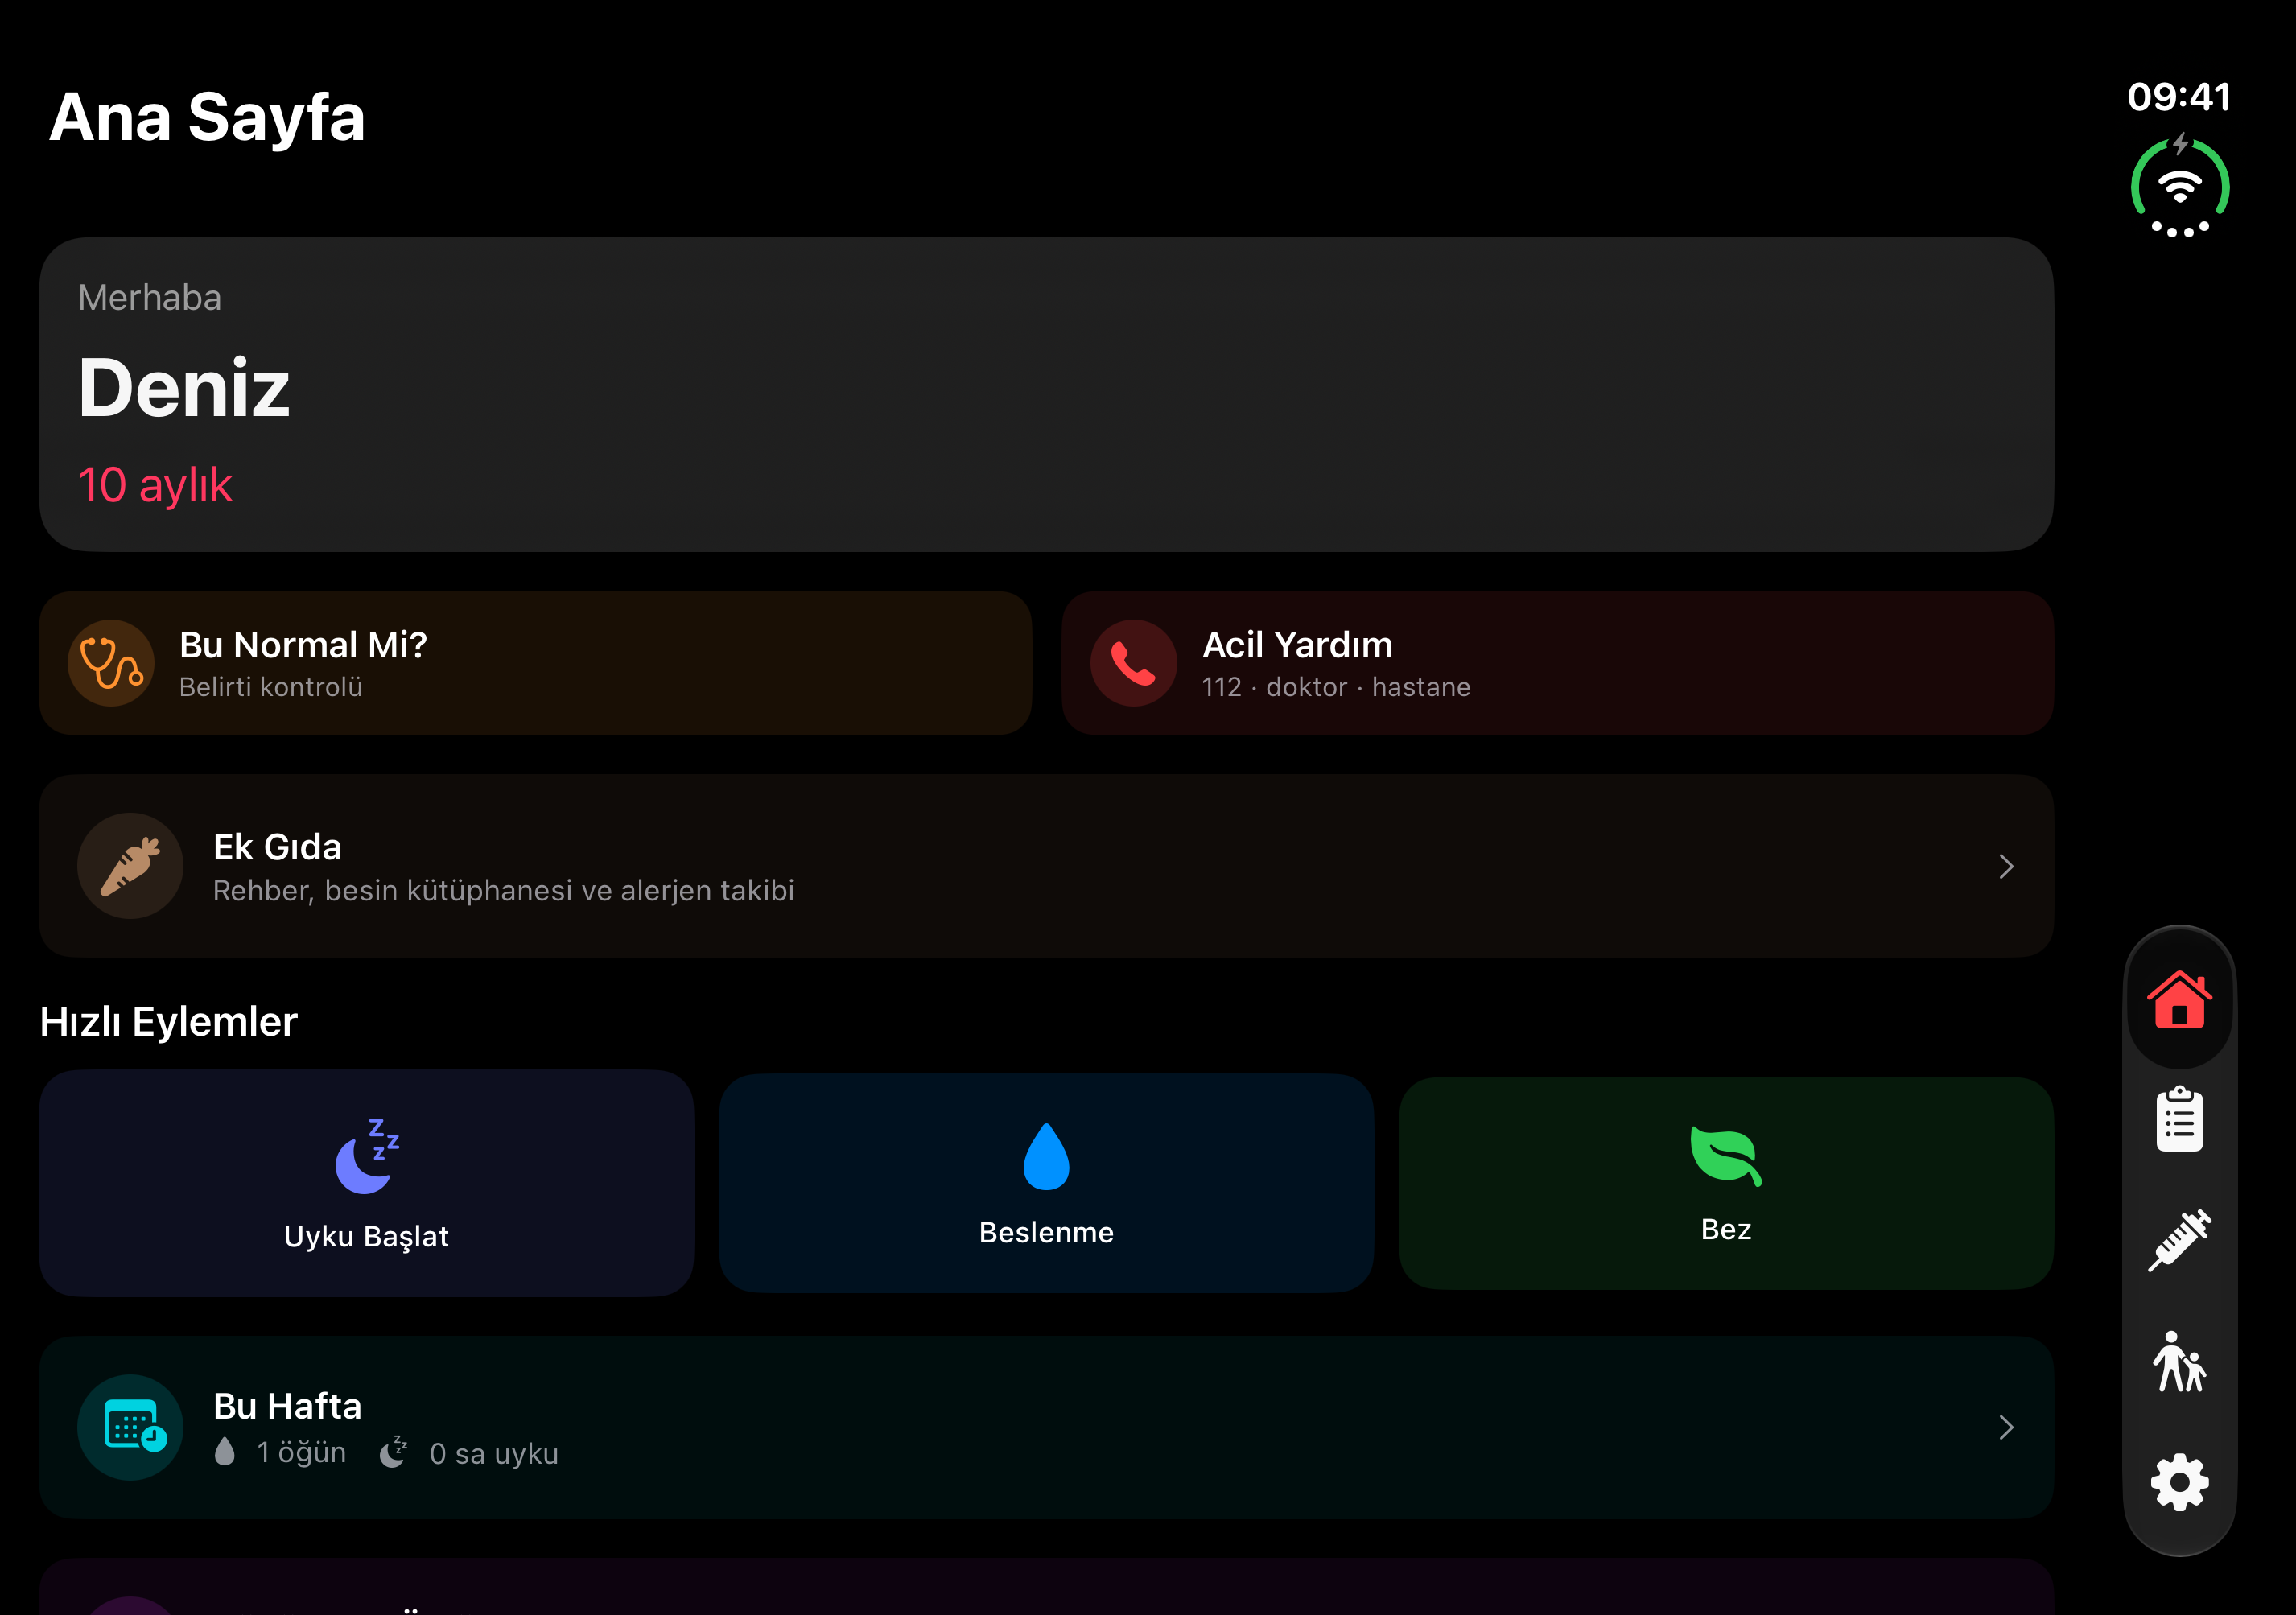 Ana Sayfa
09:41
Merhaba
Deniz
10 aylık
Bu Normal Mi?
Belirti kontrolü
Acil Yardım
112 · doktor · hastane
Ek Gıda
Rehber, besin kütüphanesi ve alerjen takibi
Hızlı Eylemler
Uyku Başlat
Beslenme
Bez
Bu Hafta
1 öğün 0 sa uyku